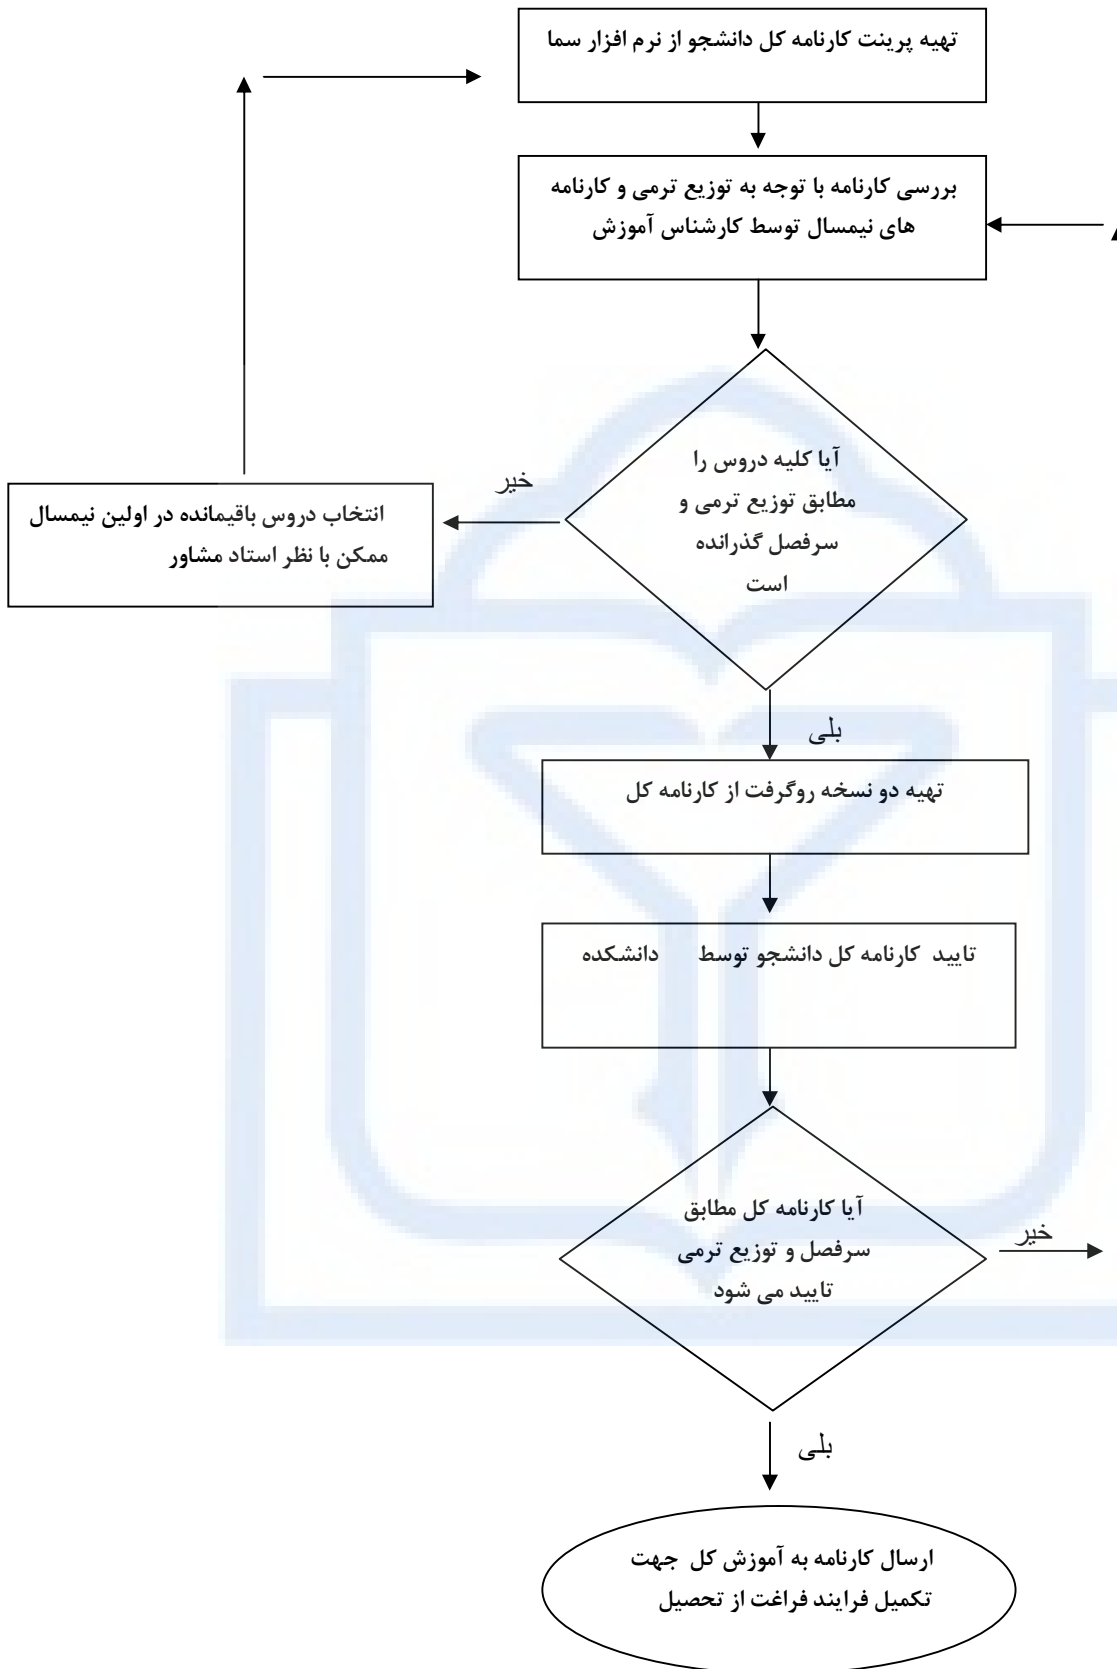 تهیه پرینت کارنامه کل دانشجو از نرم افزار سما
بررسی کارنامه با توجه به توزیع ترمی و کارنامه
های نیمسال توسط کارشناس آموزش
آیا کلیه دروس را
مطابق توزیع ترمی و
سرفصل گذرانده
است
خیر
انتخاب دروس باقیمانده در اولین نیمسال
ممکن با نظر استاد مشاور
بلی
تهیه دو نسخه روگرفت از کارنامه کل
تایید کارنامه کل دانشجو توسط دانشکده
آیا کارنامه کل مطابق
سرفصل و توزیع ترمی
تایید می شود
خیر
بلی
ارسال کارنامه به آموزش کل جهت
تکمیل فرایند فراغت از تحصیل